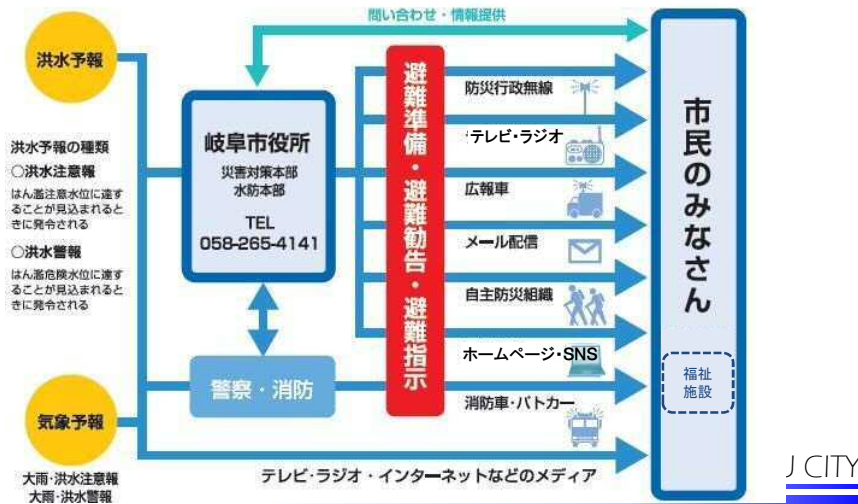 問い合わせ・情報提供
洪水予報
洪水予報の種類
○洪水注意報
はん濫注意水位に達す
ることが見込まれると
きに発令される
○洪水警報
はん濫危険水位に達す
ることが見込まれると
きに発令される
岐阜市役所
災害対策本部
水防本部
TEL
058-265-4141
警察・消防
避難準備・避難勧告・避難指示
防災行政無線
テレビ・ラジオ
広報車
メール配信
自主防災組織
ホームページ・SNS
消防車・パトカー
市民のみなさん
福祉
施設
気象予報
大雨・洪水注意報
大雨・洪水警報
テレビ・ラジオ・インターネットなどのメディア
J CITY